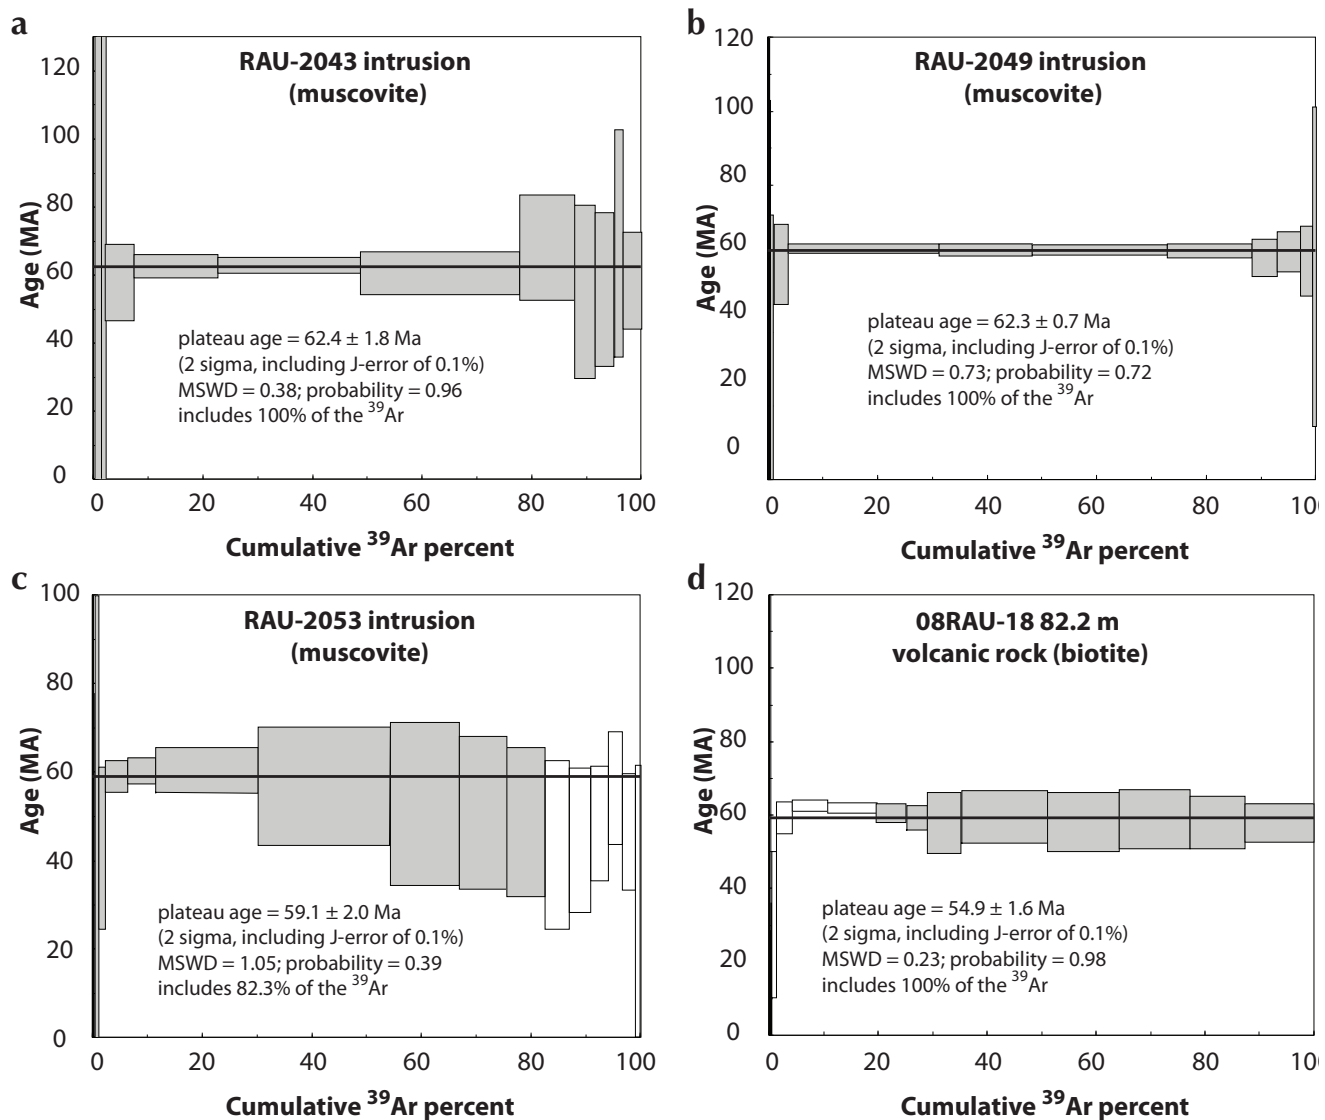 a
RAU-2043 intrusion
(muscovite)
120
100
80
60
40
20
0
Age (MA)
plateau age = 62.4 ± 1.8 Ma
(2 sigma, including J-error of 0.1%)
MSWD = 0.38; probability = 0.96
includes 100% of the ³⁹Ar
0 20 40 60 80 100
Cumulative ³⁹Ar percent
b
RAU-2049 intrusion
(muscovite)
120
100
80
60
40
20
0
Age (MA)
plateau age = 62.3 ± 0.7 Ma
(2 sigma, including J-error of 0.1%)
MSWD = 0.73; probability = 0.72
includes 100% of the ³⁹Ar
0 20 40 60 80 100
Cumulative ³⁹Ar percent
c
RAU-2053 intrusion
(muscovite)
100
80
60
40
20
0
Age (MA)
plateau age = 59.1 ± 2.0 Ma
(2 sigma, including J-error of 0.1%)
MSWD = 1.05; probability = 0.39
includes 82.3% of the ³⁹Ar
0 20 40 60 80 100
Cumulative ³⁹Ar percent
d
08RAU-18 82.2 m
volcanic rock (biotite)
120
100
80
60
40
20
0
Age (MA)
plateau age = 54.9 ± 1.6 Ma
(2 sigma, including J-error of 0.1%)
MSWD = 0.23; probability = 0.98
includes 100% of the ³⁹Ar
0 20 40 60 80 100
Cumulative ³⁹Ar percent